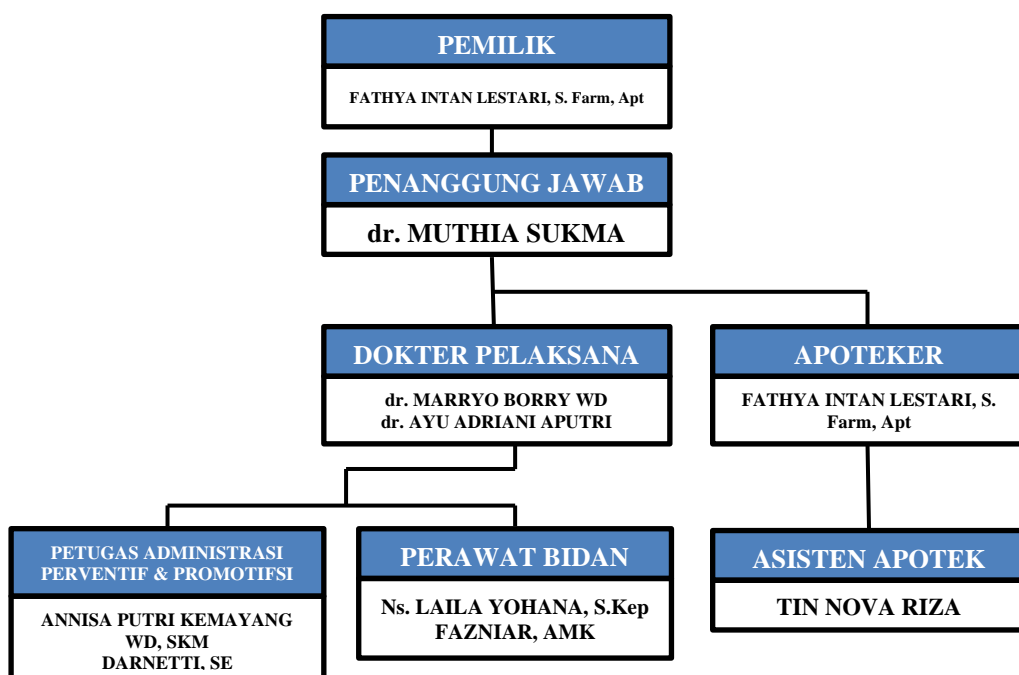 PEMILIK
FATHYA INTAN LESTARI, S. Farm, Apt
PENANGGUNG JAWAB
dr. MUTHIA SUKMA
DOKTER PELAKSANA
dr. MARRYO BORRY WD
dr. AYU ADRIANI APUTRI
APOTEKER
FATHYA INTAN LESTARI, S.
Farm, Apt
PETUGAS ADMINISTRASI
PERVENTIF & PROMOTIFSI
ANNISA PUTRI KEMAYANG
WD, SKM
DARNETTI, SE
PERAWAT BIDAN
Ns. LAILA YOHANA, S.Kep
FAZNIAR, AMK
ASISTEN APOTEK
TIN NOVA RIZA